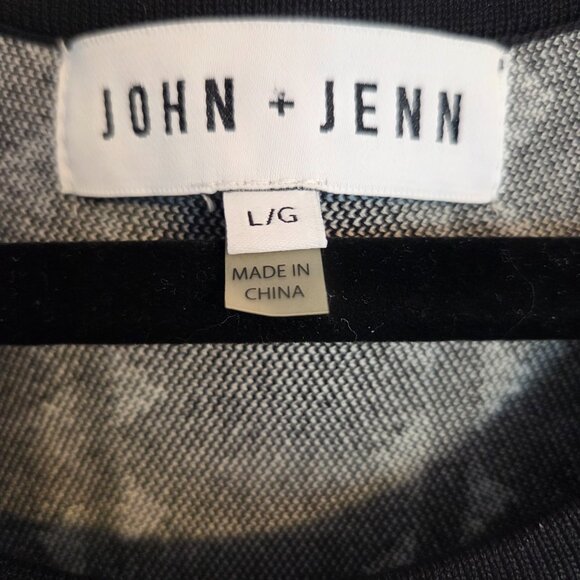 JOHN + JENN
L/G
MADE IN
CHINA